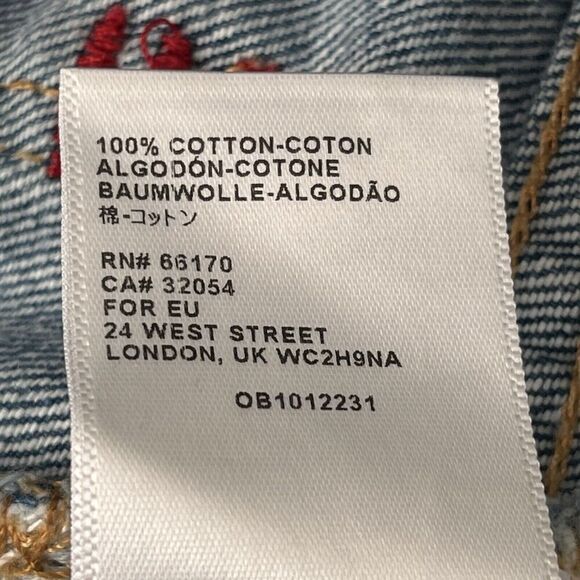 100% COTTON-COTON
ALGODÓN-COTONE
BAUMWOLLE-ALGODÃO
棉-コットン
RN# 66170
CA# 32054
FOR EU
24 WEST STREET
LONDON, UK WC2H9NA
OB1012231